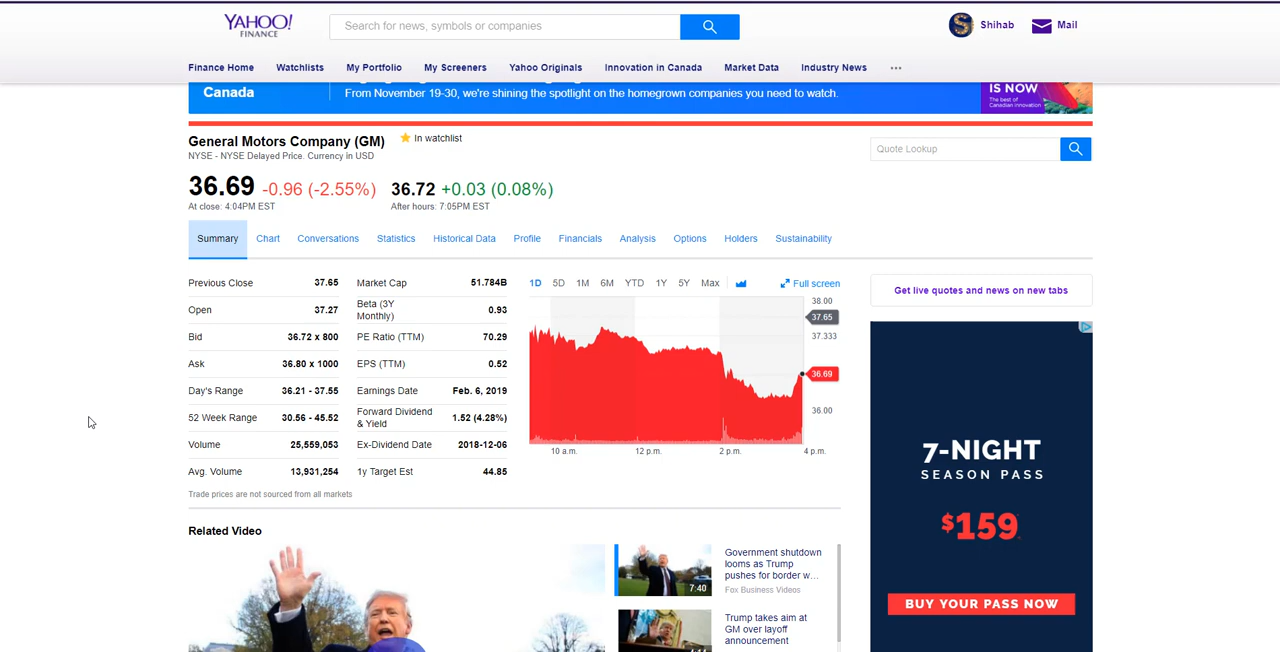 YAHOO!
FINANCE
Search for news, symbols or companies
Shihab
Mail
Finance Home
Watchlists
My Portfolio
My Screeners
Yahoo Originals
Innovation in Canada
Market Data
Industry News
...
Canada
From November 19-30, we're shining the spotlight on the homegrown companies you need to watch.
IS NOW
The best of
Canadian innovation
General Motors Company (GM)
In watchlist
NYSE - NYSE Delayed Price. Currency in USD
Quote Lookup
36.69 -0.96 (-2.55%)
At close: 4:04PM EST
36.72 +0.03 (0.08%)
After hours: 7:05PM EST
Summary
Chart
Conversations
Statistics
Historical Data
Profile
Financials
Analysis
Options
Holders
Sustainability
Previous Close 37.65
Open 37.27
Bid 36.72 x 800
Ask 36.80 x 1000
Day's Range 36.21 - 37.55
52 Week Range 30.56 - 45.52
Volume 25,559,053
Avg. Volume 13,931,254
Market Cap 51.784B
Beta (3Y
Monthly) 0.93
PE Ratio (TTM) 70.29
EPS (TTM) 0.52
Earnings Date Feb. 6, 2019
Forward Dividend
& Yield 1.52 (4.28%)
Ex-Dividend Date 2018-12-06
1y Target Est 44.85
Trade prices are not sourced from all markets
1D 5D 1M 6M YTD 1Y 5Y Max
Full screen
38.00
37.65
37.333
36.69
36.00
10 a.m. 12 p.m. 2 p.m. 4 p.m.
Get live quotes and news on new tabs
7-NIGHT
SEASON PASS
$159
BUY YOUR PASS NOW
Related Video
7:40
Government shutdown
looms as Trump
pushes for border w...
Fox Business Videos
Trump takes aim at
GM over layoff
announcement